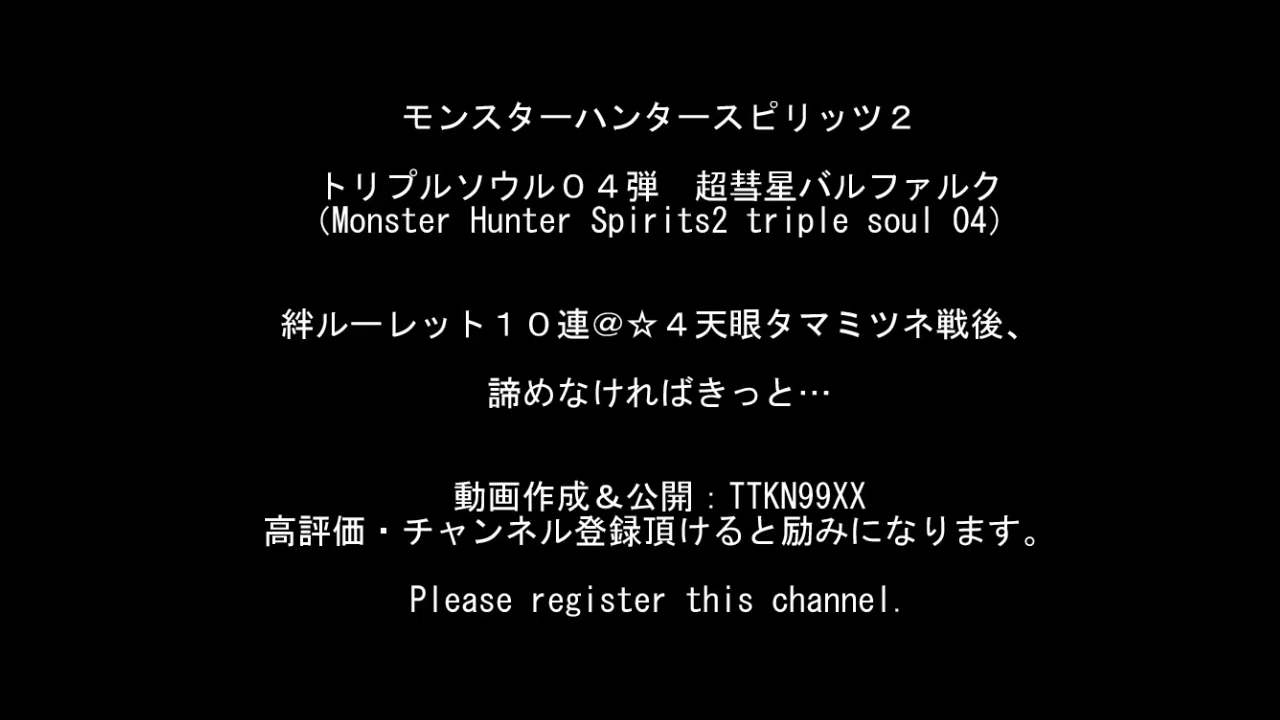 モンスターハンタースピリッツ２
トリプルソウル０４弾　超彗星バルファルク
(Monster Hunter Spirits2 triple soul 04)
絆ルーレット１０連＠☆４天眼タマミツネ戦後、
諦めなければきっと…
動画作成＆公開：TTKN99XX
高評価・チャンネル登録頂けると励みになります。
Please register this channel.